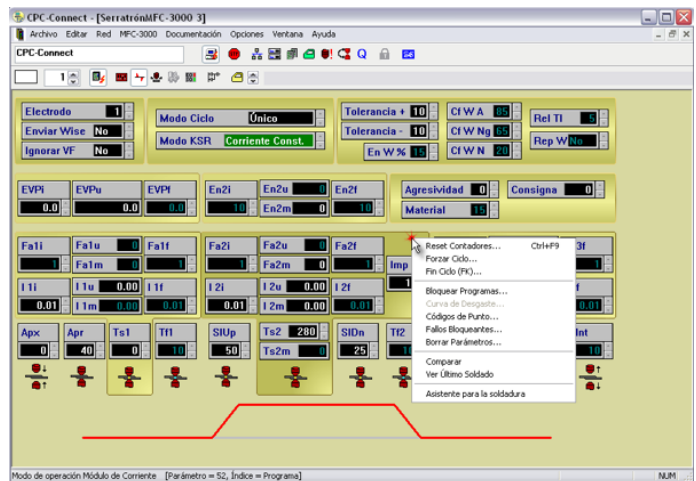 CPC-Connect - [SerratrónMFC-3000 3]
Archivo Editar Red MFC-3000 Documentación Opciones Ventana Ayuda
CPC-Connect
1
Electrodo 1
Enviar Wise No
Ignorar VF No
Modo Ciclo Único
Modo KSR Corriente Const.
Tolerancia + 10
Tolerancia - 10
En W % 15
Cf W A 85
Cf W Ng 65
Cf W N 20
Rel TI 5
Rep W No
EVPi 0.0
EVPu 0.0
EVPf 0.0
En2i 10
En2u 0
En2m 0
En2f 10
Agresividad 0
Consigna 0
Material 15
Fa1i 1
Fa1u 0
Fa1m 0
Fa1f 1
Fa2i 1
Fa2u 0
Fa2m 0
Fa2f 1
Imp
1
3f
I 1i 0.01
I 1u 0.00
I 1m 0.00
I 1f 0.01
I 2i 0.01
I 2u 0.00
I 2m 0.00
I 2f 0.01
f
0.01
Apx 0
Apr 40
Ts1 0
Tf1 10
SlUp 50
Ts2 280
Ts2m 0
SlDn 25
Tf2
Int 10
Reset Contadores... Ctrl+F9
Forzar Ciclo...
Fin Ciclo (FK)...
Bloquear Programas...
Curva de Desgaste...
Códigos de Punto...
Fallos Bloqueantes...
Borrar Parámetros...
Comparar
Ver Último Soldado
Asistente para la soldadura
Modo de operación Módulo de Corriente [Parámetro = 52, Índice = Programa]
NUM